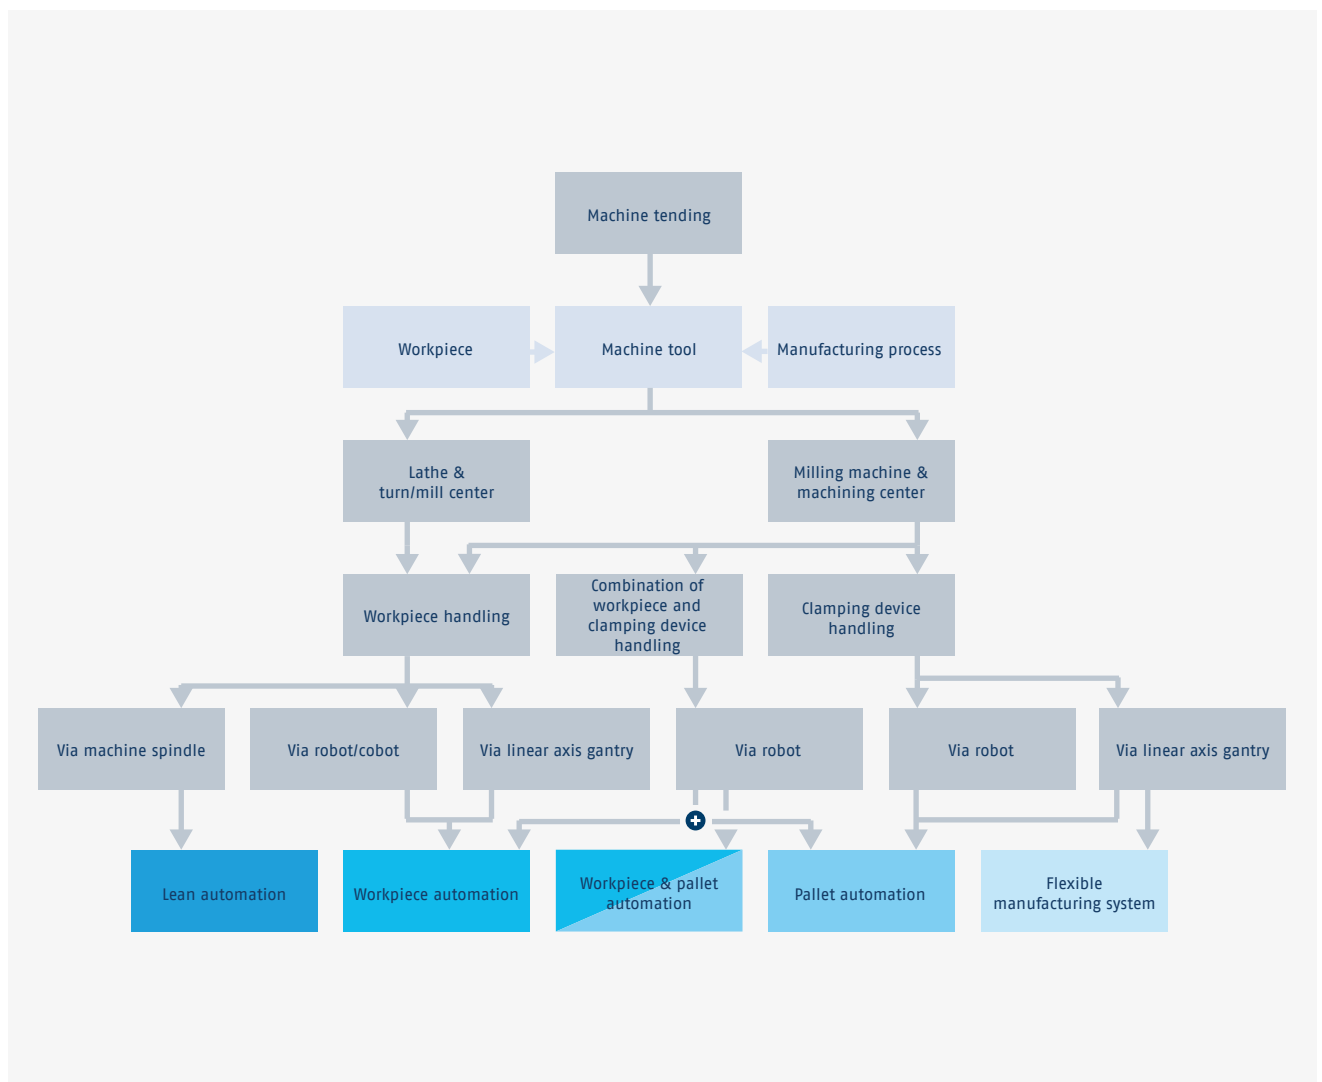 Machine tending
Workpiece
Machine tool
Manufacturing process
Lathe &
turn/mill center
Milling machine &
machining center
Workpiece handling
Combination of
workpiece and
clamping device
handling
Clamping device
handling
Via machine spindle
Via robot/cobot
Via linear axis gantry
Via robot
Via robot
Via linear axis gantry
Lean automation
Workpiece automation
Workpiece & pallet
automation
Pallet automation
Flexible
manufacturing system